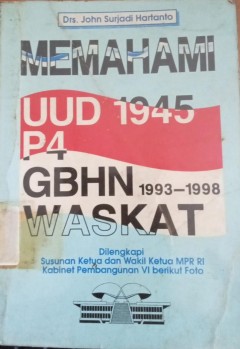 Drs. John Surjadi Hartanto
MEMAHAMI
UUD 1945
P4
GBHN 1993-1998
WASKAT
Dilengkapi
Susunan Ketua dan Wakil Ketua MPR RI
Kabinet Pembangunan VI berikut Foto